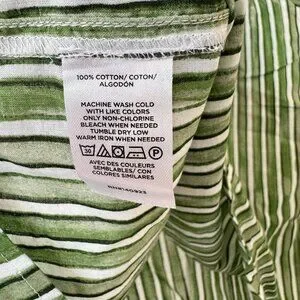 100% COTTON/ COTON/
ALGODÓN
MACHINE WASH COLD
WITH LIKE COLORS
ONLY NON-CHLORINE
BLEACH WHEN NEEDED
TUMBLE DRY LOW
WARM IRON WHEN NEEDED
30 P
AVEC DES COULEURS
SEMBLABLES/ CON
COLORES SIMILARES